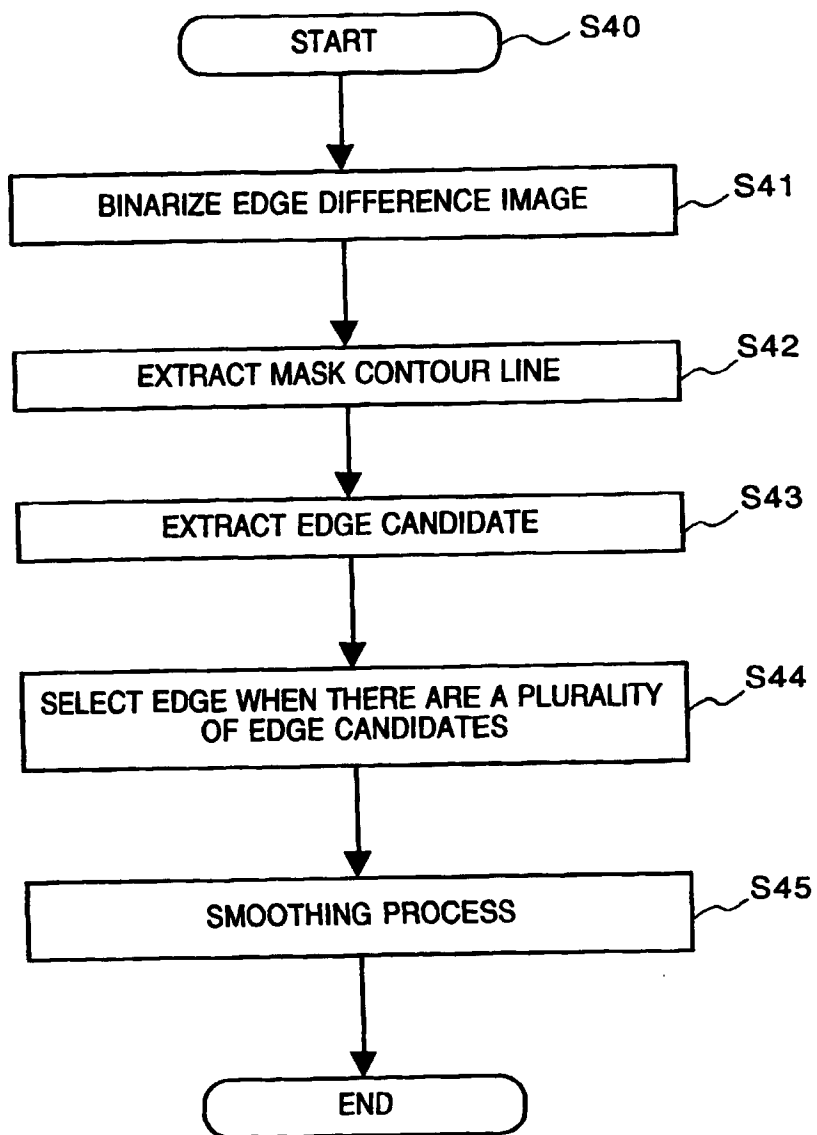 START
S40
BINARIZE EDGE DIFFERENCE IMAGE
S41
EXTRACT MASK CONTOUR LINE
S42
EXTRACT EDGE CANDIDATE
S43
SELECT EDGE WHEN THERE ARE A PLURALITY
OF EDGE CANDIDATES
S44
SMOOTHING PROCESS
S45
END